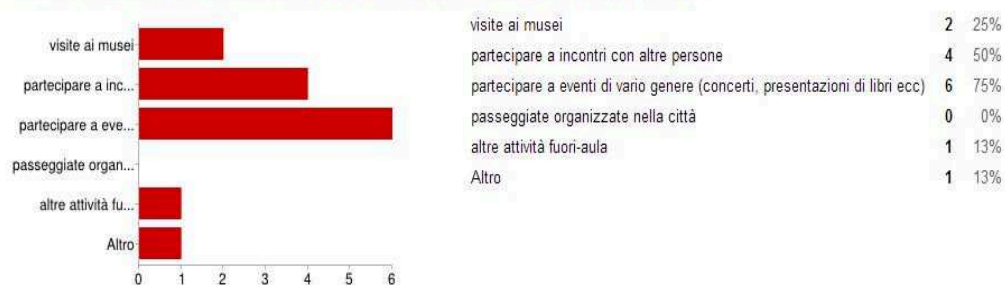 visite ai musei
partecipare a inc...
partecipare a eve...
passeggiate organ...
altre attività fu...
Altro
0 1 2 3 4 5 6
visite ai musei 2 25%
partecipare a incontri con altre persone 4 50%
partecipare a eventi di vario genere (concerti, presentazioni di libri ecc) 6 75%
passeggiate organizzate nella città 0 0%
altre attività fuori-aula 1 13%
Altro 1 13%